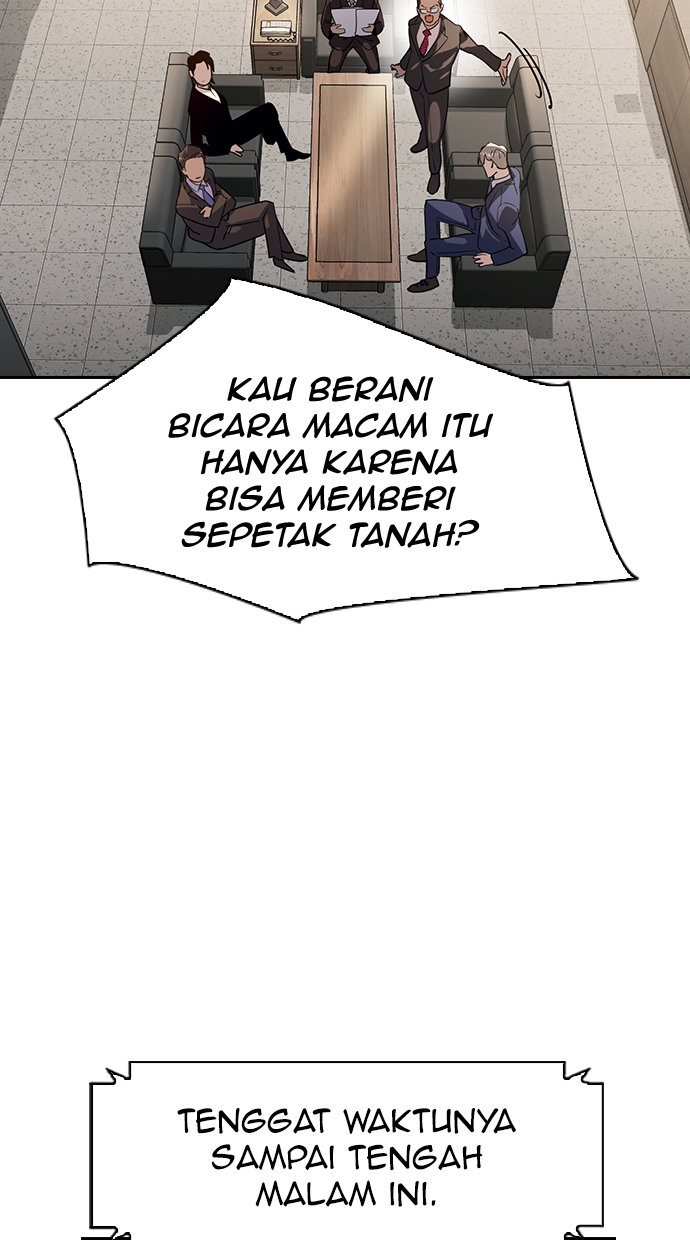 KAU BERANI
BICARA MACAM ITU
HANYA KARENA
BISA MEMBERI
SEPETAK TANAH?
TENGGAT WAKTUNYA
SAMPAI TENGAH
MALAM INI.